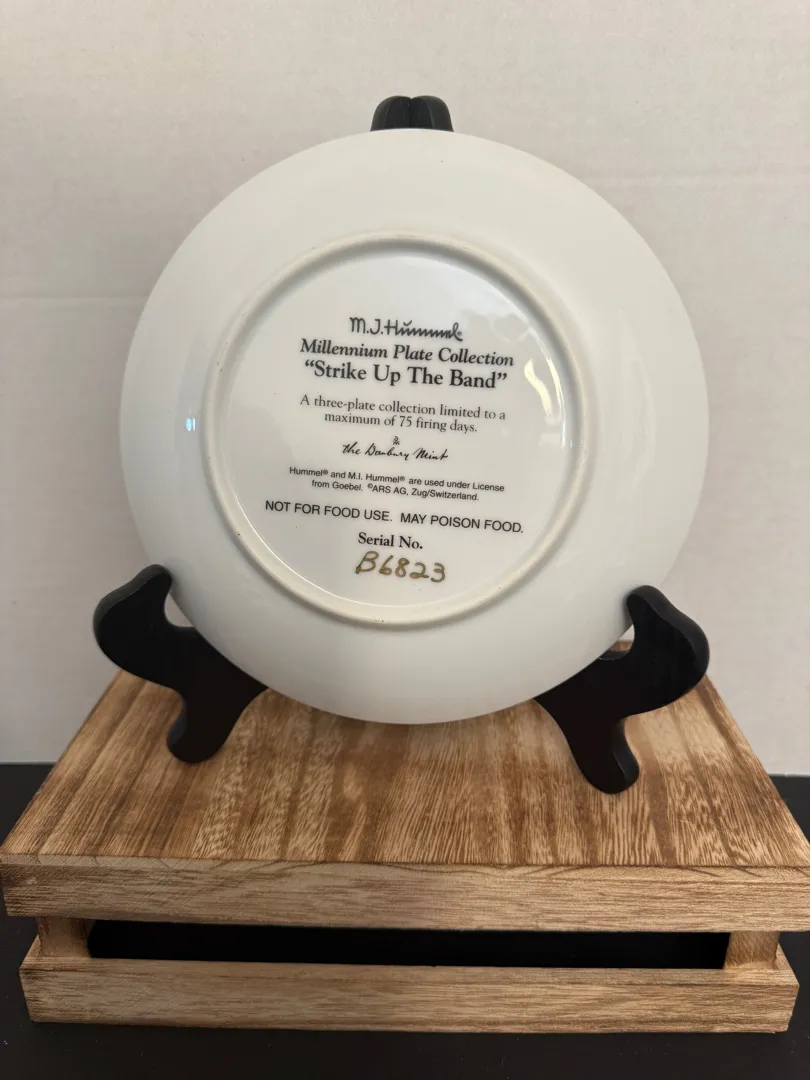 M.J.Hummel
Millennium Plate Collection
“Strike Up The Band”
A three-plate collection limited to a
maximum of 75 firing days.
the Danbury Mint
Hummel® and M.I. Hummel® are used under License
from Goebel. ©ARS AG, Zug/Switzerland.
NOT FOR FOOD USE. MAY POISON FOOD.
Serial No.
B6823